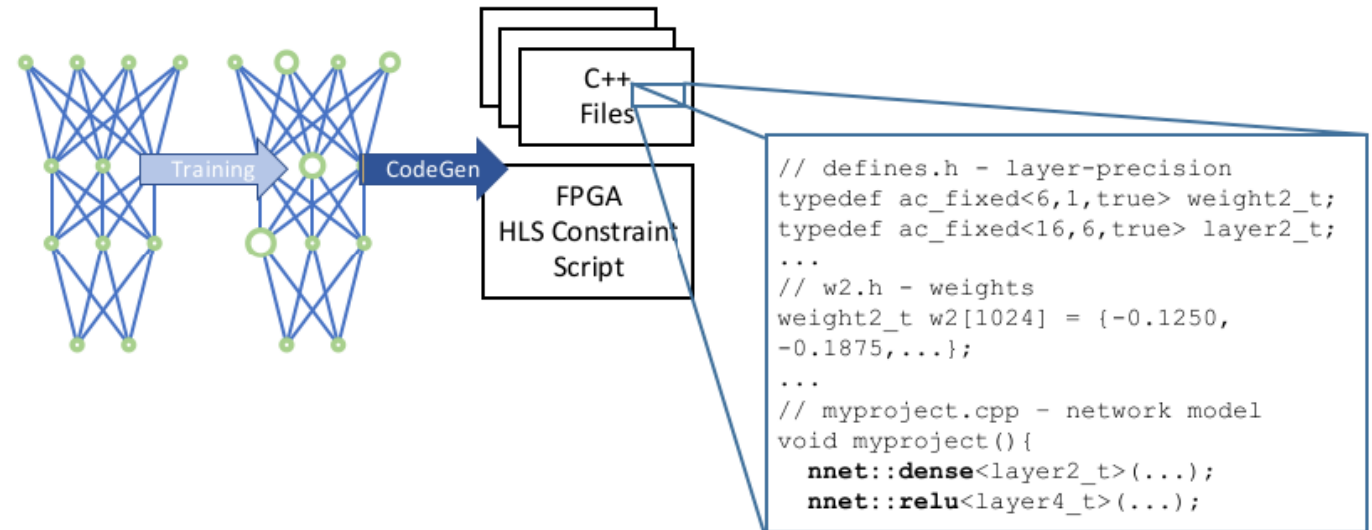 Training
CodeGen
C++
Files
FPGA
HLS Constraint
Script
// defines.h - layer-precision
typedef ac_fixed<6,1,true> weight2_t;
typedef ac_fixed<16,6,true> layer2_t;
...
// w2.h - weights
weight2_t w2[1024] = {-0.1250,
-0.1875,...};
...
// myproject.cpp – network model
void myproject(){
nnet::dense<layer2_t>(...);
nnet::relu<layer4_t>(...);